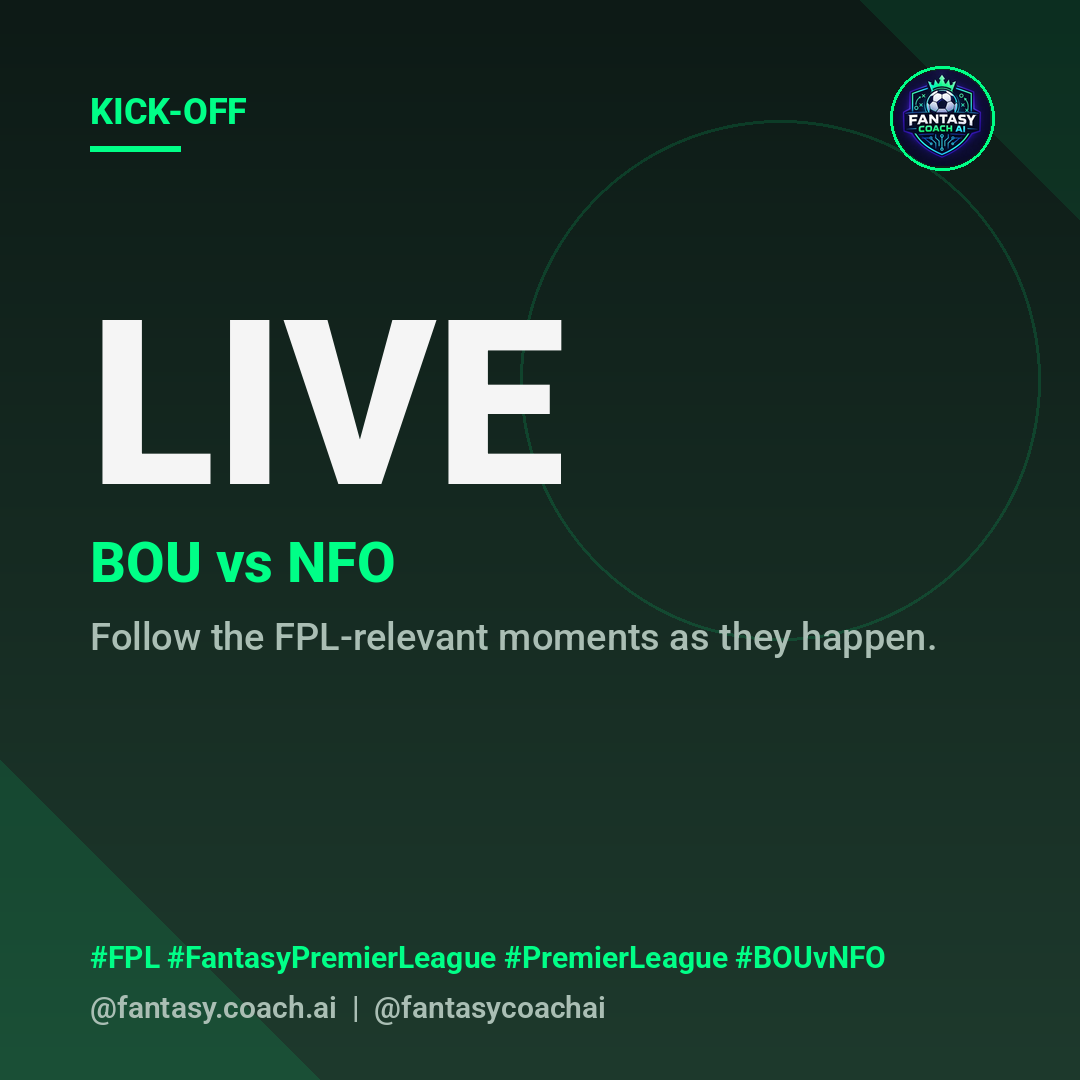 KICK-OFF
FANTASY
COACH AI
LIVE
BOU vs NFO
Follow the FPL-relevant moments as they happen.
#FPL #FantasyPremierLeague #PremierLeague #BOUvNFO
@fantasy.coach.ai | @fantasycoachai